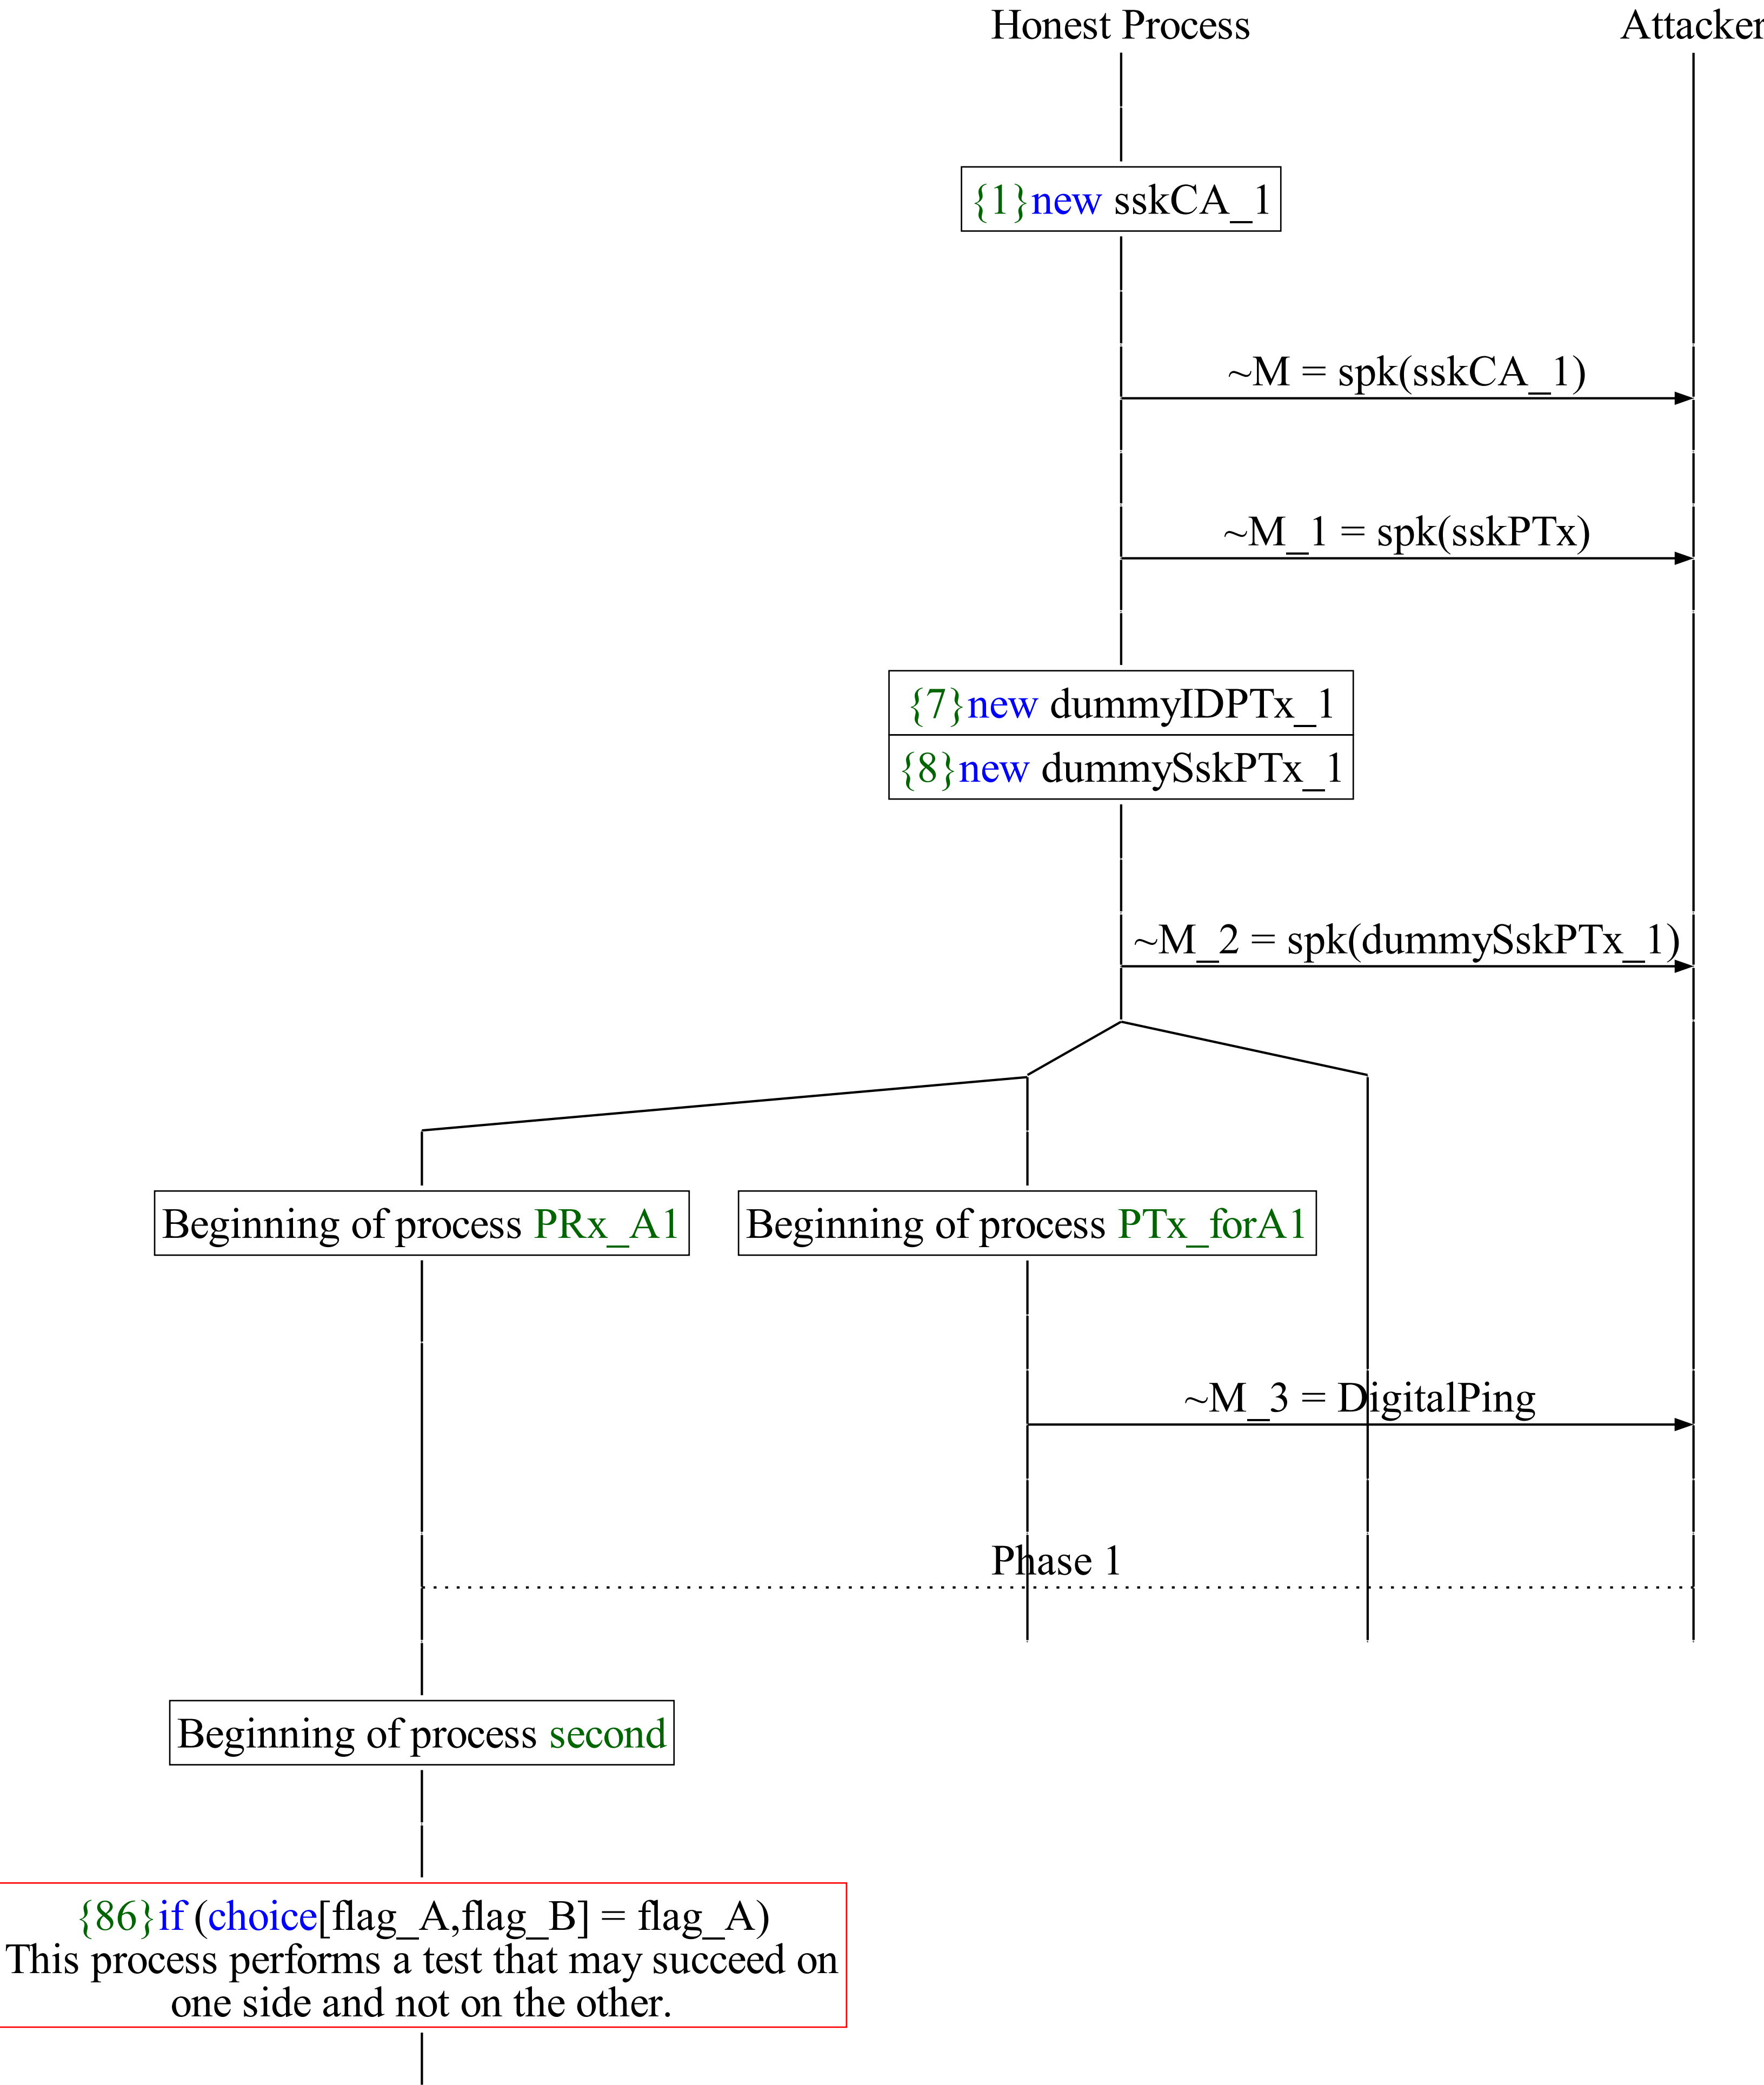 Honest Process
Attacker
{1}new sskCA_1
~M = spk(sskCA_1)
~M_1 = spk(sskPTx)
{7}new dummyIDPTx_1
{8}new dummySskPTx_1
~M_2 = spk(dummySskPTx_1)
Beginning of process PRx_A1
Beginning of process PTx_forA1
~M_3 = DigitalPing
Phase 1
Beginning of process second
{86}if (choice[flag_A,flag_B] = flag_A)
This process performs a test that may succeed on
one side and not on the other.